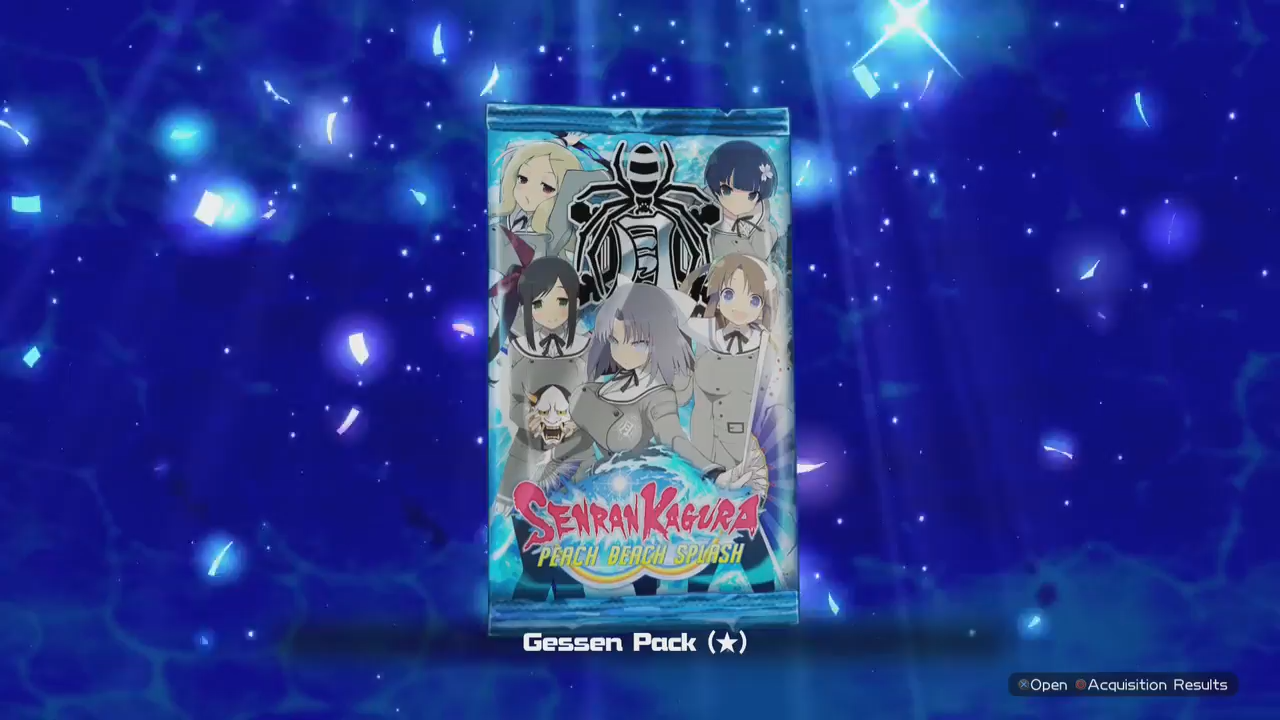 SENRAN KAGURA
PEACH BEACH SPLASH
Gessen Pack (★)
Open Acquisition Results